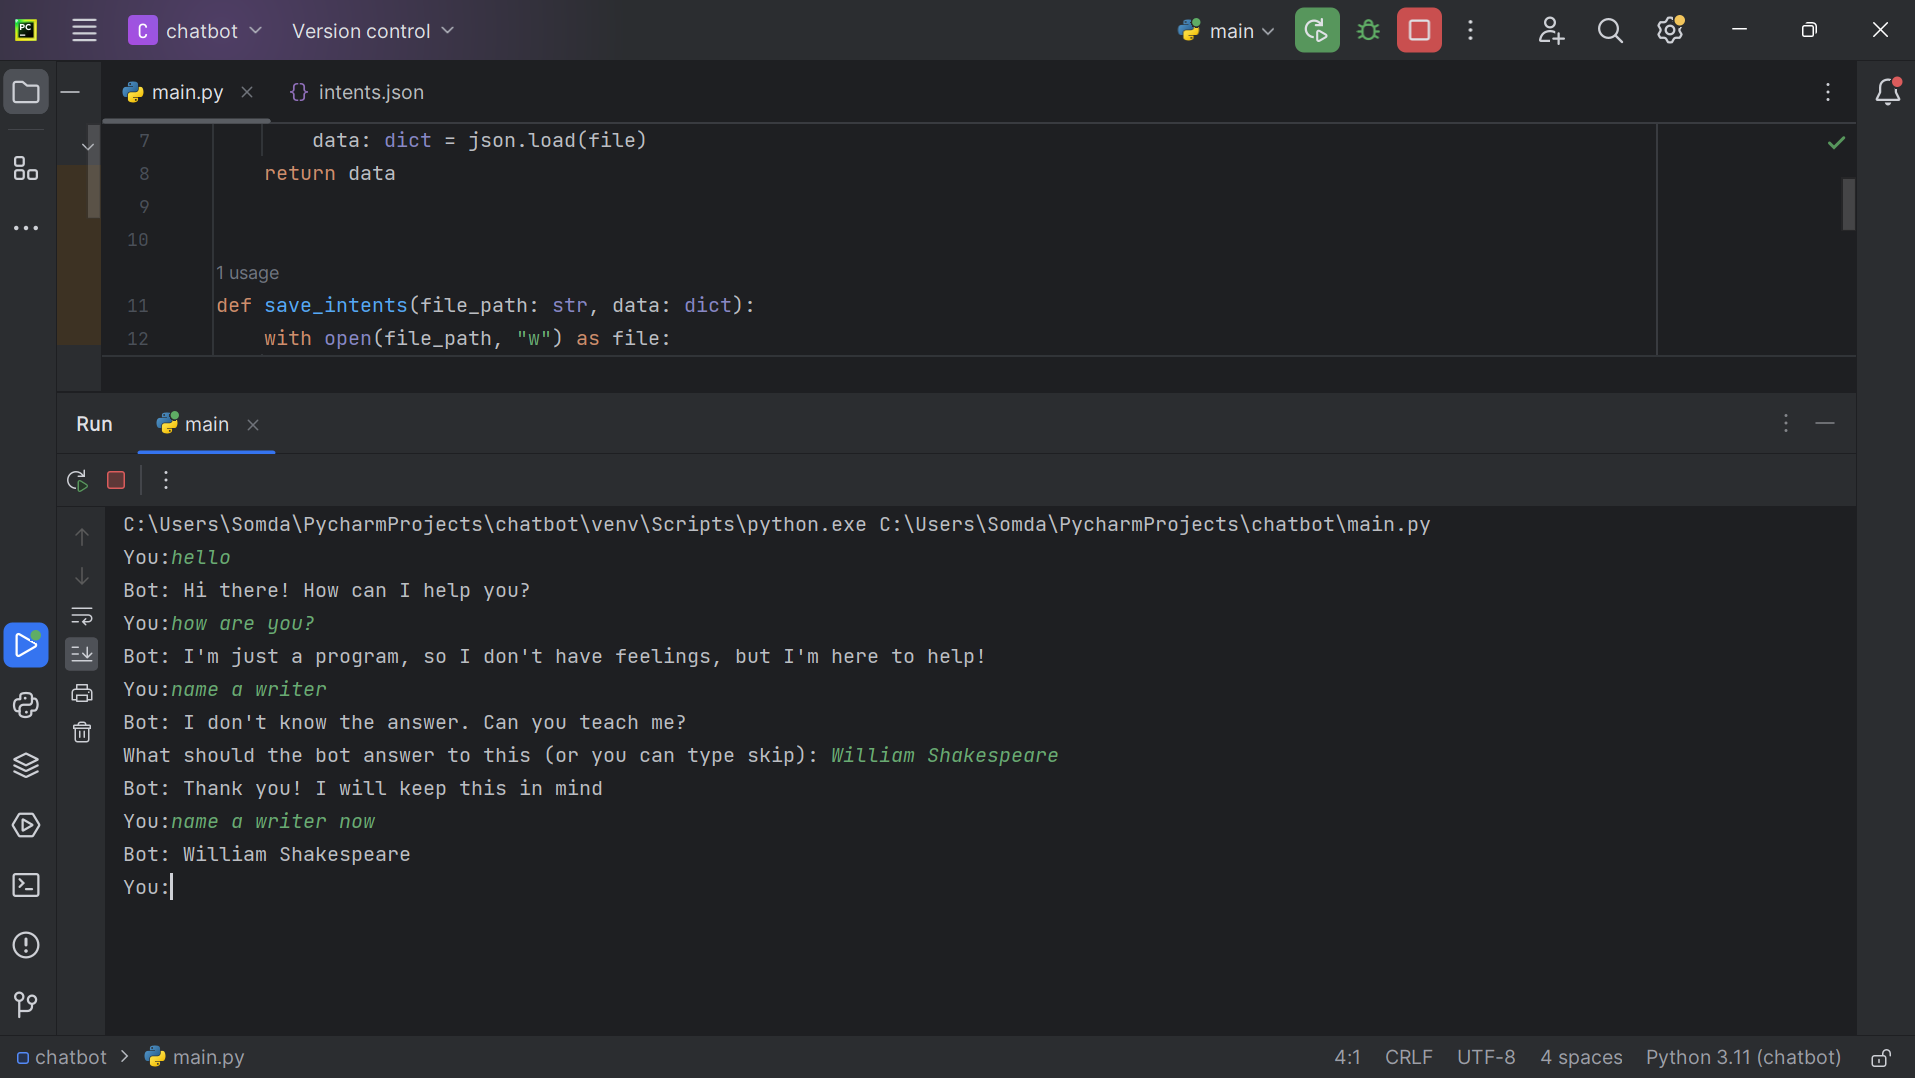 PC
C chatbot Version control main
main.py intents.json
7 data: dict = json.load(file)
8 return data
9
10
1 usage
11 def save_intents(file_path: str, data: dict):
12 with open(file_path, "w") as file:
Run main
C:\Users\Somda\PycharmProjects\chatbot\venv\Scripts\python.exe C:\Users\Somda\PycharmProjects\chatbot\main.py
You:hello
Bot: Hi there! How can I help you?
You:how are you?
Bot: I'm just a program, so I don't have feelings, but I'm here to help!
You:name a writer
Bot: I don't know the answer. Can you teach me?
What should the bot answer to this (or you can type skip): William Shakespeare
Bot: Thank you! I will keep this in mind
You:name a writer now
Bot: William Shakespeare
You:
chatbot > main.py 4:1 CRLF UTF-8 4 spaces Python 3.11 (chatbot)